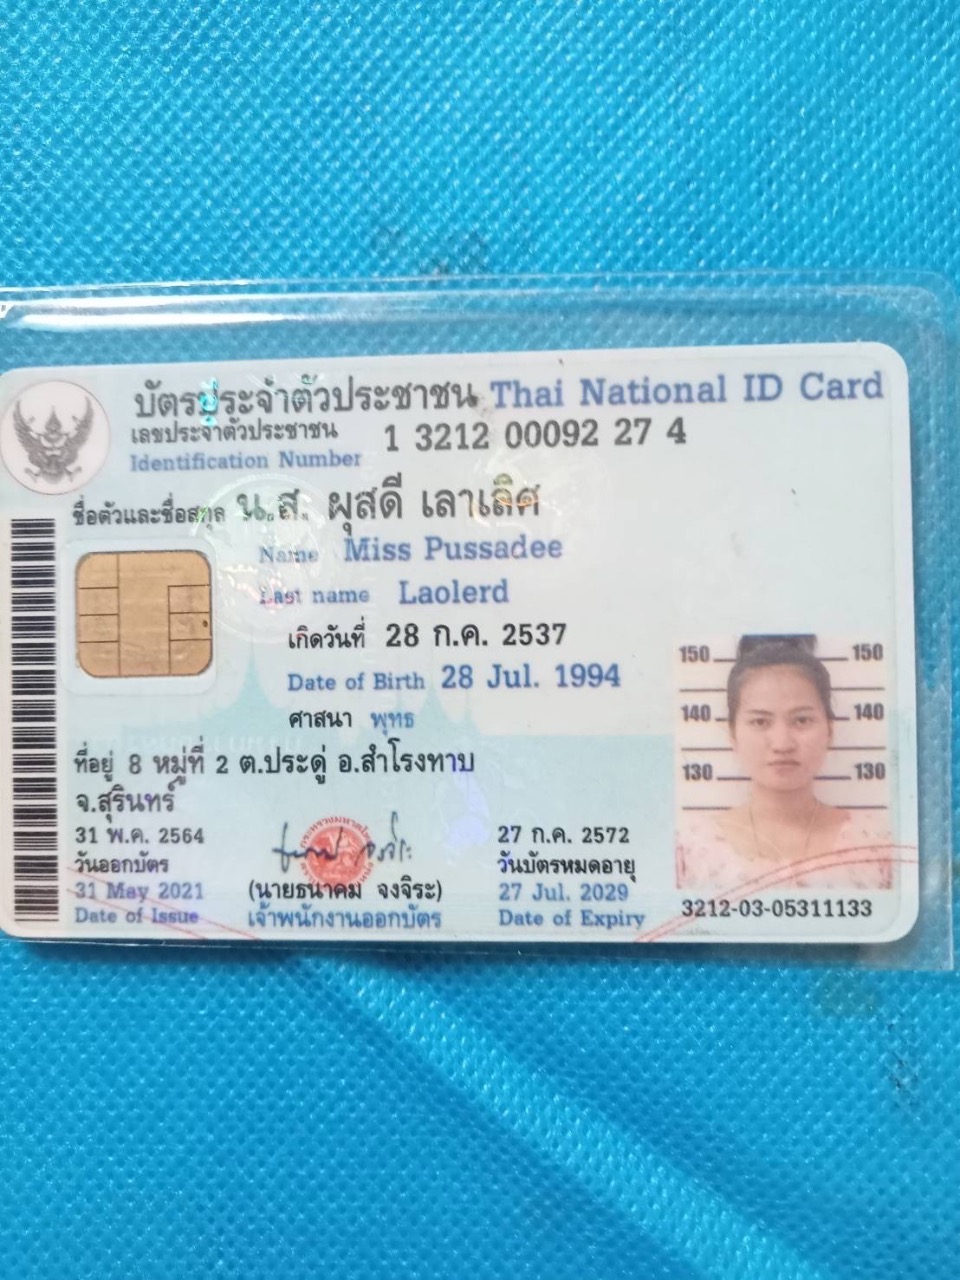 บัตรประจำตัวประชาชน Thai National ID Card
เลขประจำตัวประชาชน 1 3212 00092 27 4
Identification Number
ชื่อตัวและชื่อสกุล น.ส. ผุสดี เลาเลิศ
Name Miss Pussadee
Last name Laolerd
เกิดวันที่ 28 ก.ค. 2537
Date of Birth 28 Jul. 1994
ศาสนา พุทธ
ที่อยู่ 8 หมู่ที่ 2 ต.ประดู่ อ.สำโรงทาบ
จ.สุรินทร์
31 พ.ค. 2564
วันออกบัตร
31 May 2021
Date of Issue
(นายธนาคม จงจิระ)
เจ้าพนักงานออกบัตร
27 ก.ค. 2572
วันบัตรหมดอายุ
27 Jul. 2029
Date of Expiry
150 150
140 140
130 130
3212-03-05311133